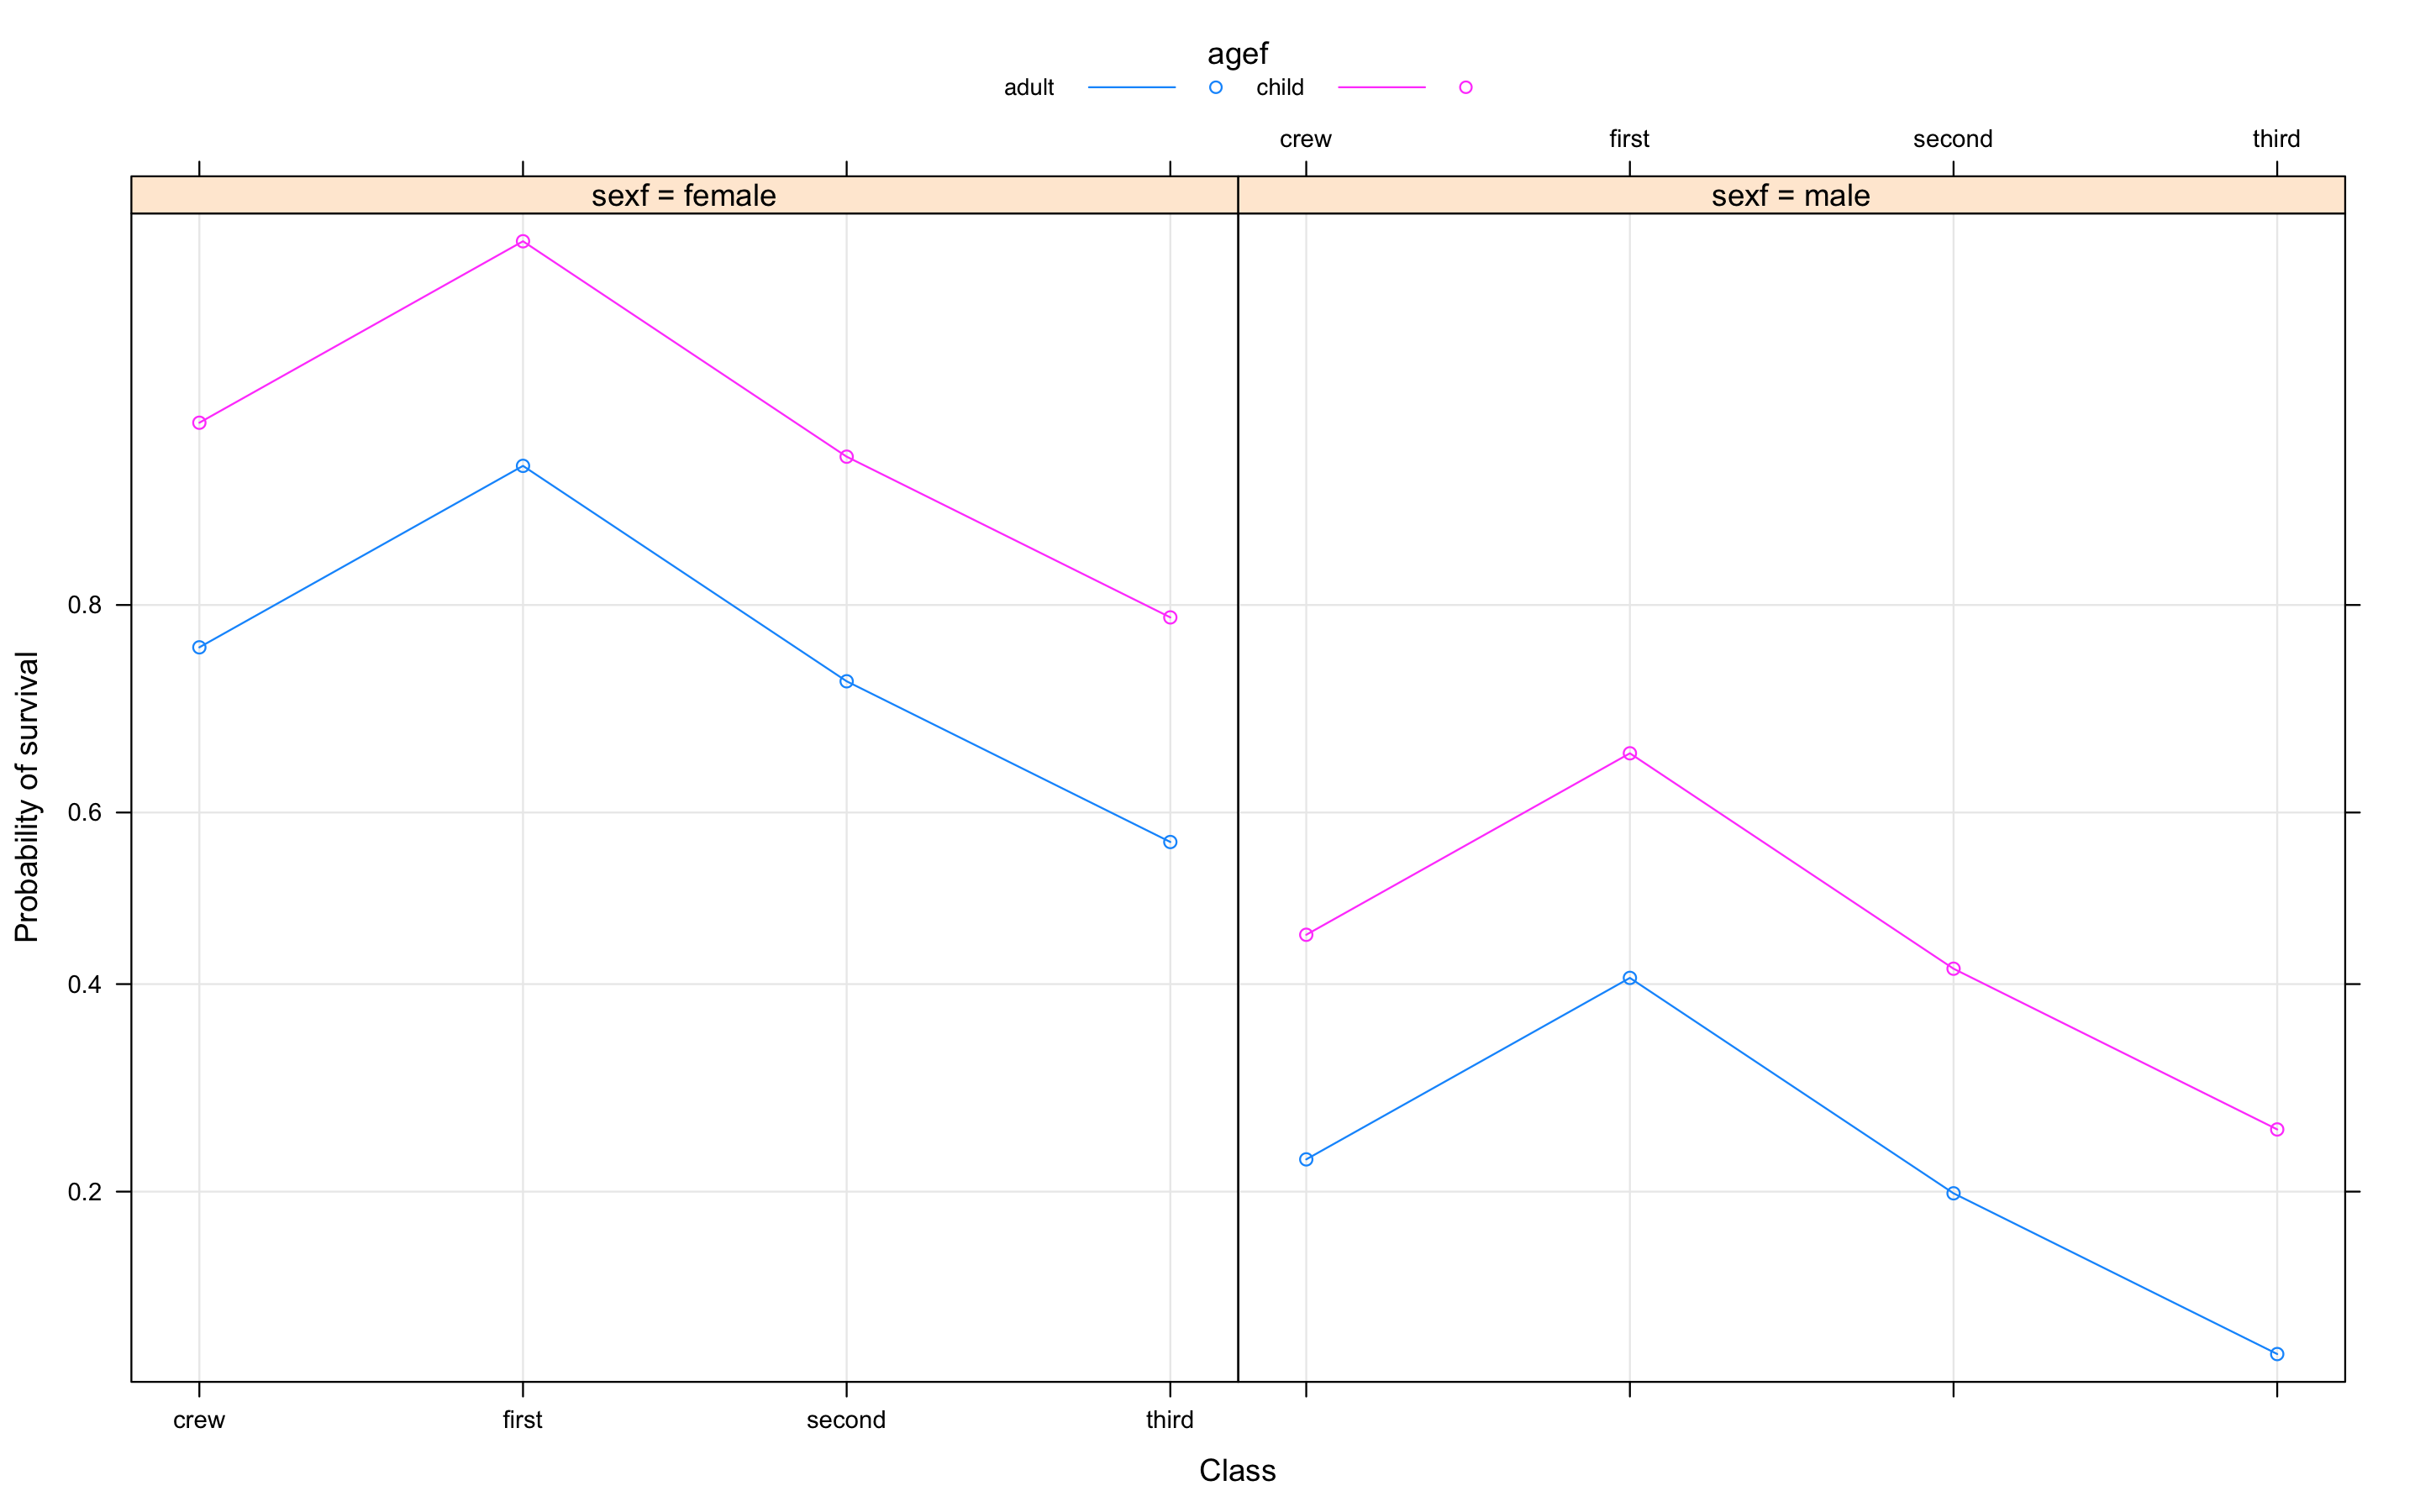 agef
adult child
crew first second third
sexf = female sexf = male
Probability of survival
0.8
0.6
0.4
0.2
crew first second third
Class